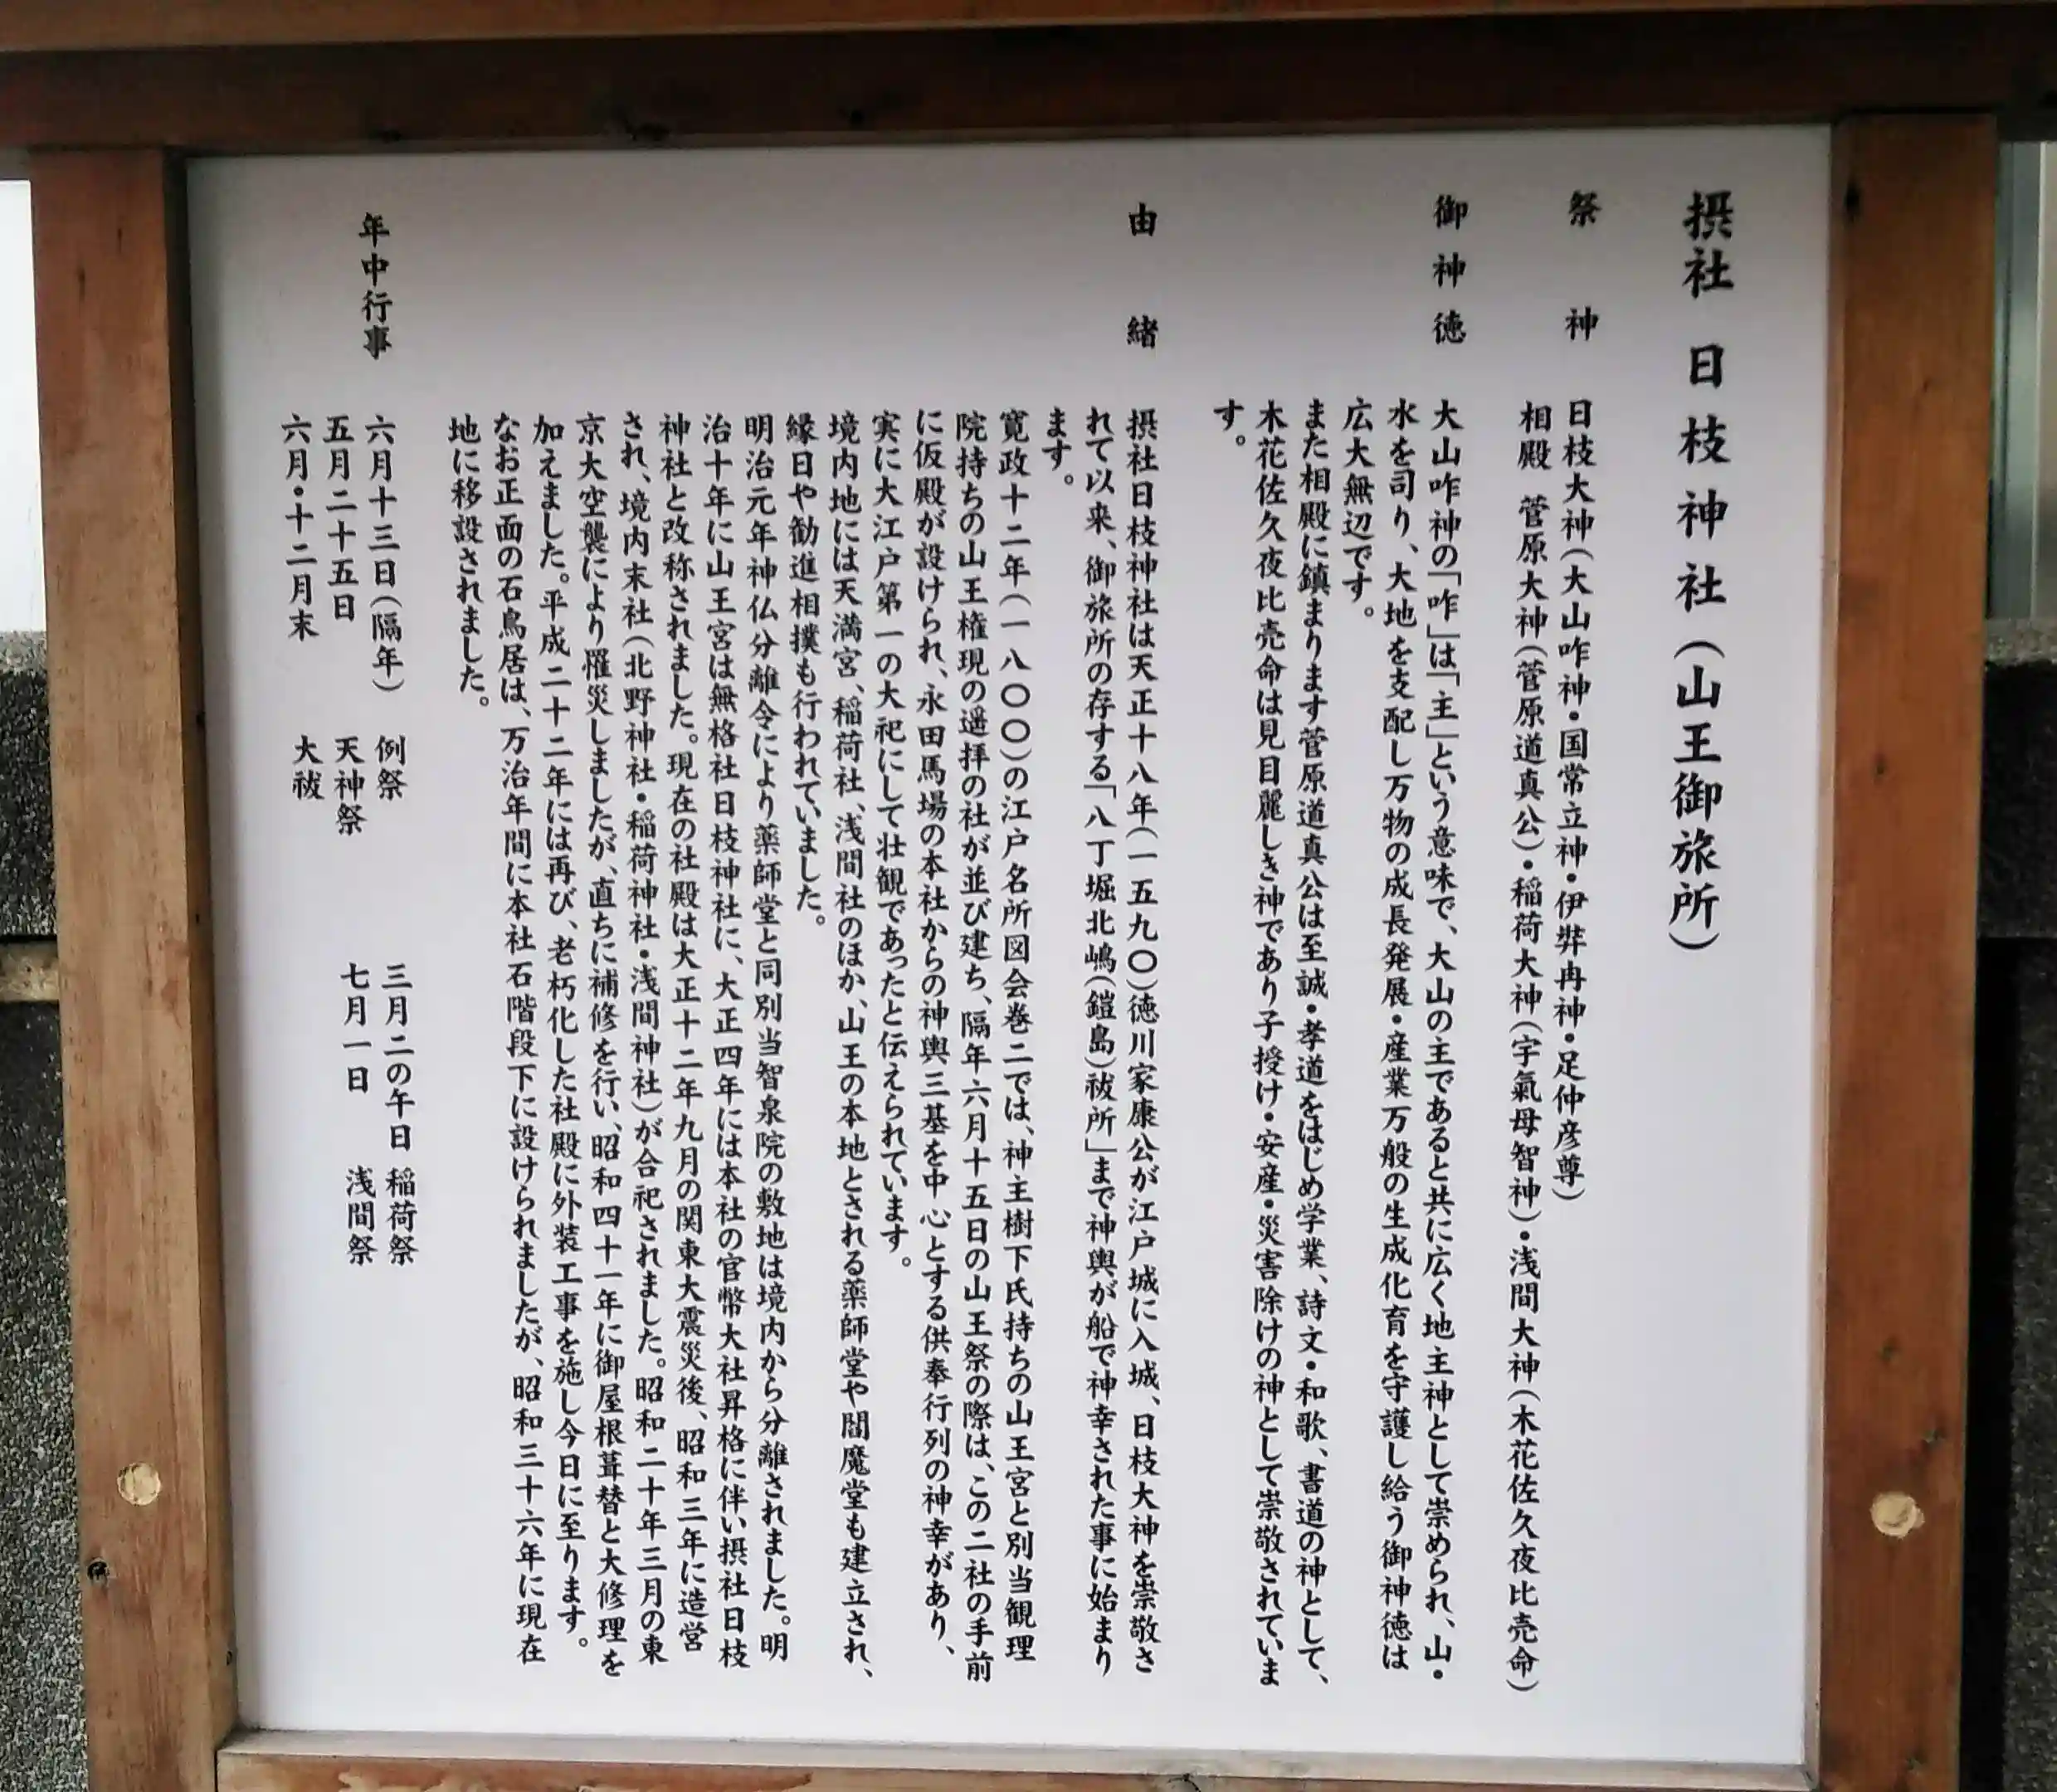 摂社 日枝神社（山王御旅所）
祭神
日枝大神（大山咋神・国常立神・伊弉冉神・足仲彦尊）
相殿 菅原大神（菅原道真公）・稲荷大神（宇氣母智神）・浅間大神（木花佐久夜比売命）
御神徳
大山咋神の「咋」は「主」という意味で、大山の主であると共に広く地主神として崇められ、山・
水を司り、大地を支配し万物の成長発展・産業万般の生成化育を守護し給う御神徳は
広大無辺です。
また相殿に鎮まります菅原道真公は至誠・孝道をはじめ学業、詩文・和歌、書道の神として、
木花佐久夜比売命は見目麗しき神であり子授け・安産・災害除けの神として崇敬されていま
す。
由緒
摂社日枝神社は天正十八年（一五九〇）徳川家康公が江戸城に入城、日枝大神を崇敬さ
れて以来、御旅所の存する「八丁堀北嶋（鎧島）祓所」まで神輿が船で神幸された事に始まり
ます。
寛政十二年（一八〇〇）の江戸名所図会巻二では、神主樹下氏持ちの山王宮と別当観理
院持ちの山王権現の遥拝の社が並び建ち、隔年六月十五日の山王祭の際は、この二社の手前
に仮殿が設けられ、永田馬場の本社からの神輿三基を中心とする供奉行列の神幸があり、
実に大江戸第一の大祀にして壮観であったと伝えられています。
境内地には天満宮、稲荷社、浅間社のほか、山王の本地とされる薬師堂や閻魔堂も建立され、
縁日や勧進相撲も行われていました。
明治元年神仏分離令により薬師堂と同別当智泉院の敷地は境内から分離されました。明
治十年に山王宮は無格社日枝神社に、大正四年には本社の官幣大社昇格に伴い摂社日枝
神社と改称されました。現在の社殿は大正十二年九月の関東大震災後、昭和三年に造営
され、境内末社（北野神社・稲荷神社・浅間神社）が合祀されました。昭和二十年三月の東
京大空襲により罹災しましたが、直ちに補修を行い、昭和四十一年に御屋根葺替と大修理を
加えました。平成二十二年には再び、老朽化した社殿に外装工事を施し今日に至ります。
なお正面の石鳥居は、万治年間に本社石階段下に設けられましたが、昭和三十六年に現在
地に移設されました。
年中行事
六月十三日（隔年） 例祭 三月二の午日 稲荷祭
五月二十五日 天神祭 七月一日 浅間祭
六月・十二月末 大祓